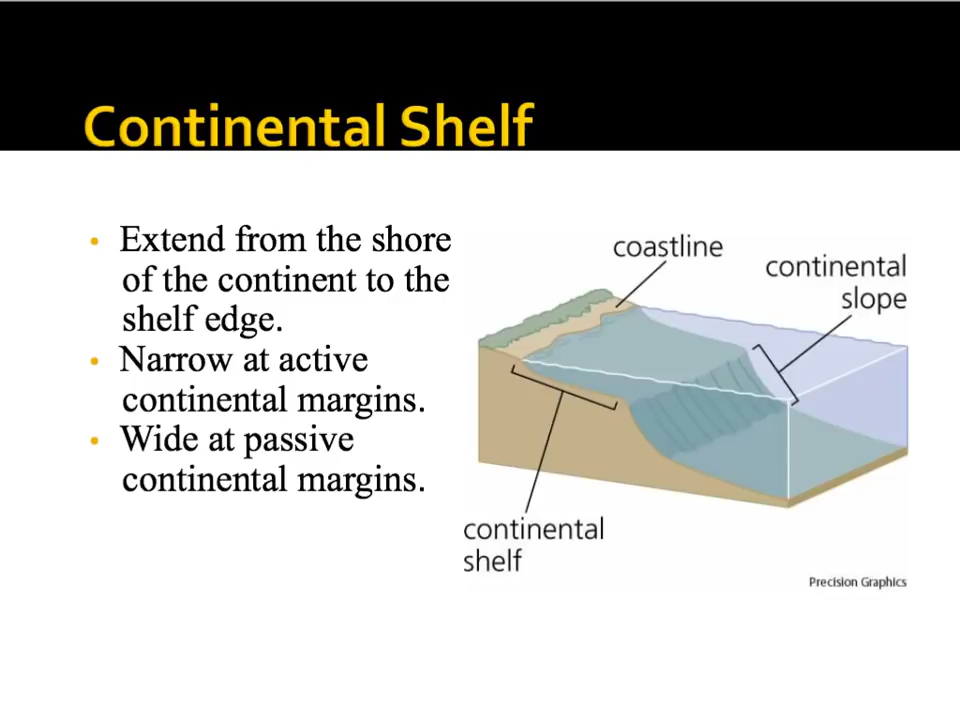 Continental Shelf
• Extend from the shore
of the continent to the
shelf edge.
• Narrow at active
continental margins.
• Wide at passive
continental margins.
coastline
continental
slope
continental
shelf
Precision Graphics